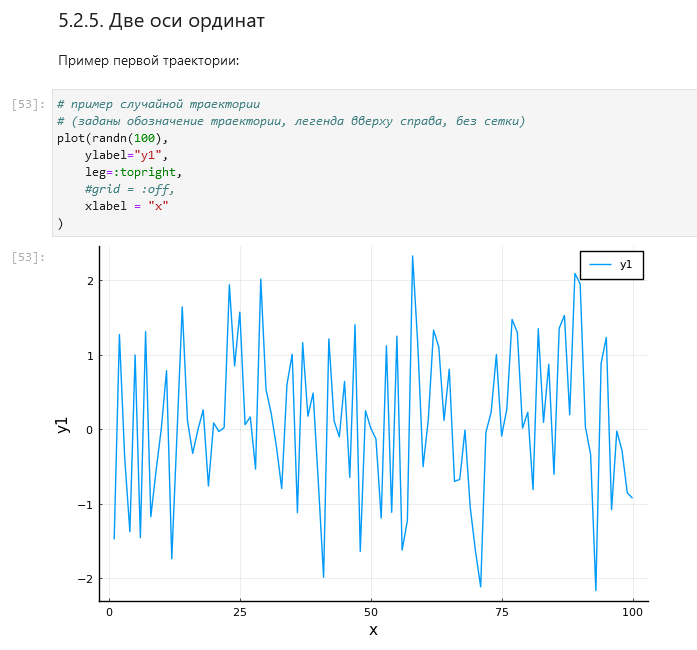 5.2.5. Две оси ординат
Пример первой траектории:
[53]: # пример случайной траектории
# (заданы обозначение траектории, легенда вверху справа, без сетки)
plot(randn(100),
ylabel="y1",
leg=:topright,
#grid = :off,
xlabel = "x"
)
[53]:
y1
2
1
0
−1
−2
y1
0 25 50 75 100
x